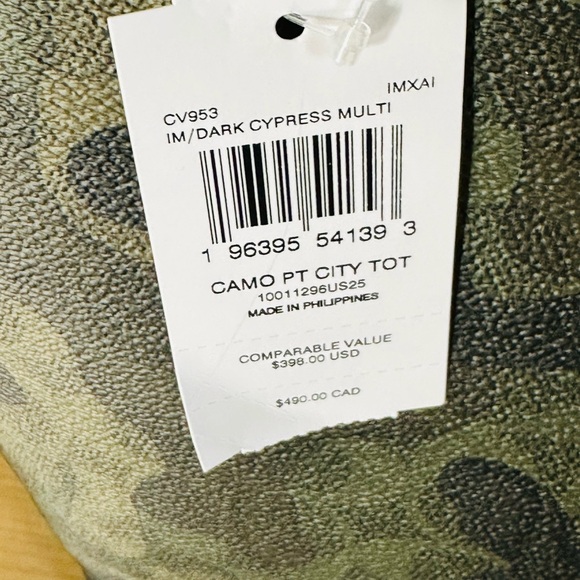 IMXAI
CV953
IM/DARK CYPRESS MULTI
1 96395 54139 3
CAMO PT CITY TOT
10011296US25
MADE IN PHILIPPINES
COMPARABLE VALUE
$398.00 USD
$490.00 CAD